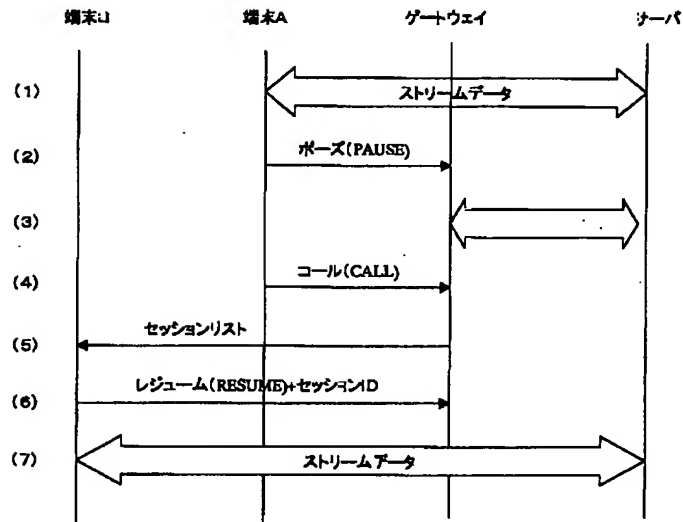 端末A
ゲートウェイ
サーバ
(1)
ストリームデータ
(2)
ポーズ(PAUSE)
(3)
(4)
コール(CALL)
セッションリスト
(5)
レジューム(RESUME)+セッションID
(6)
(7)
ストリームデータ